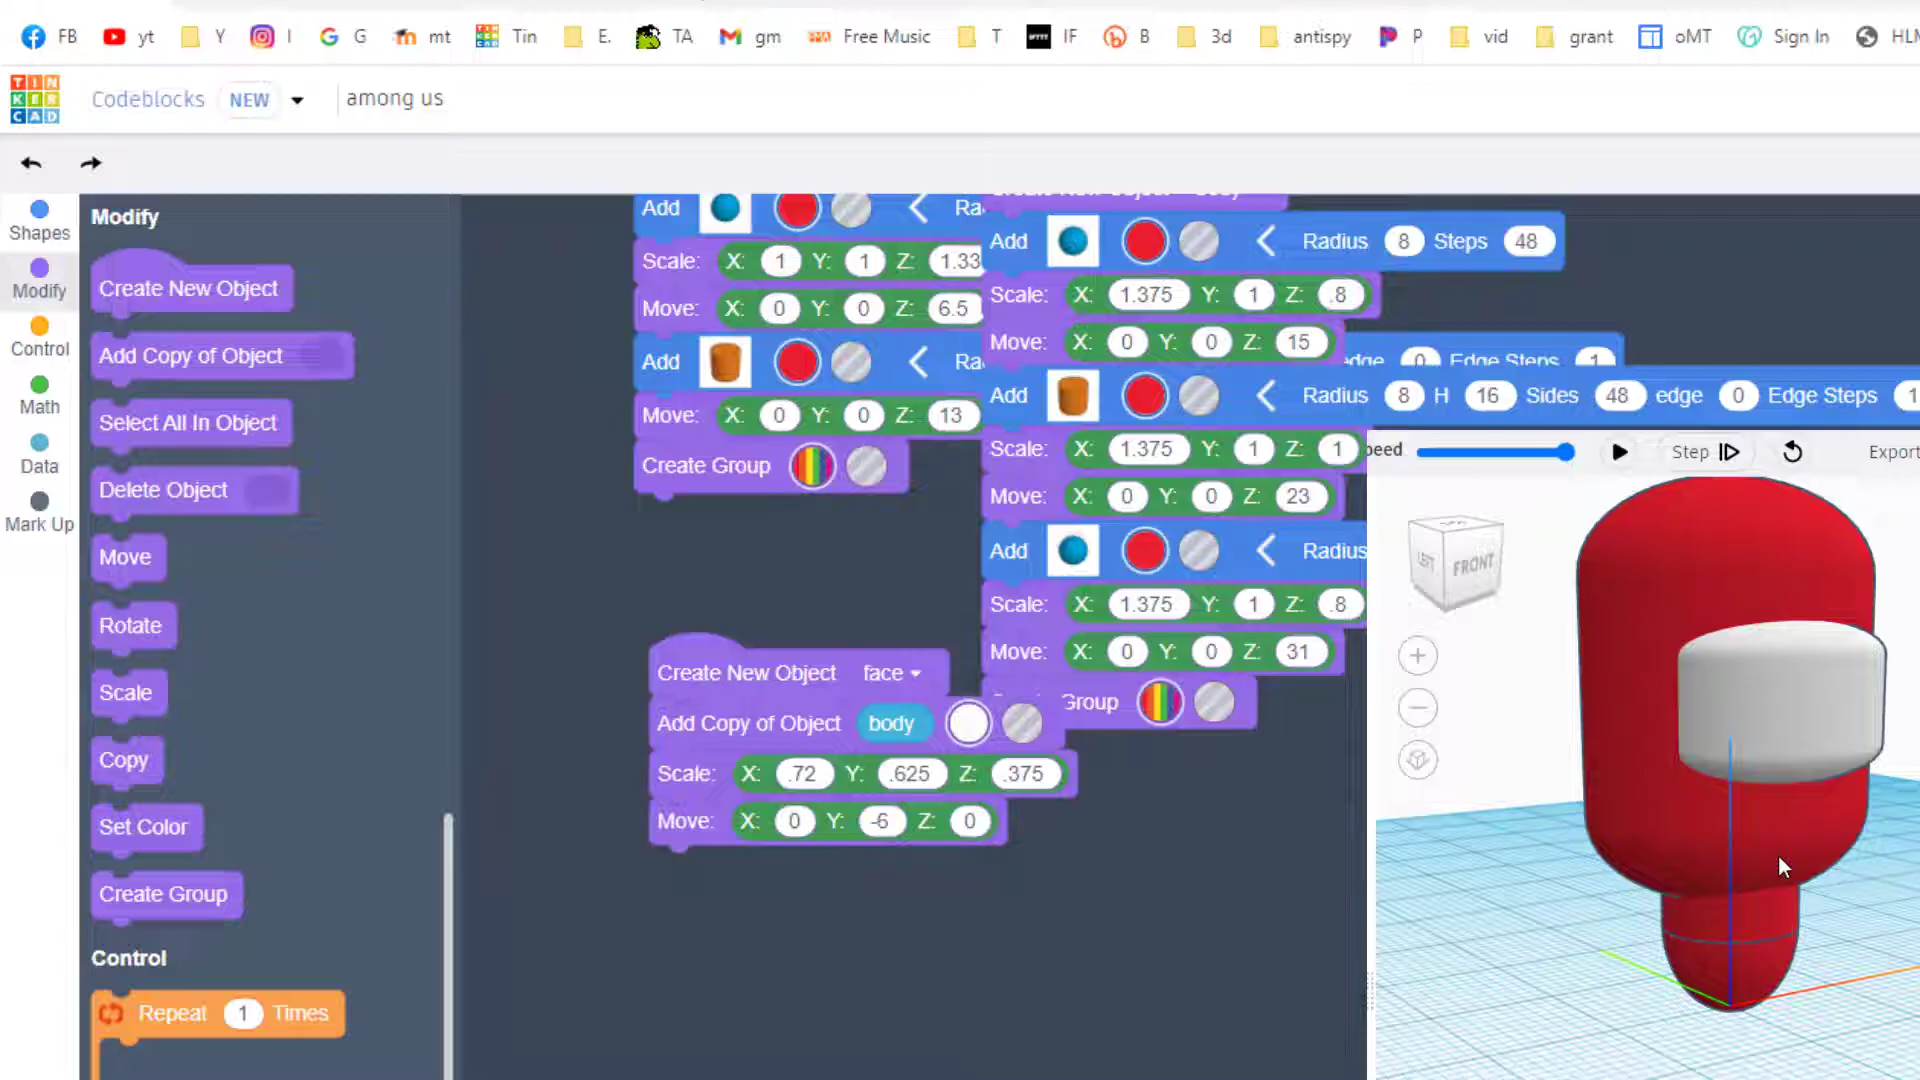 FB yt Y I G mt Tin E. TA gm Free Music T IF B 3d antispy P vid grant oMT Sign In
TIN
KER
CAD
Codeblocks NEW among us
Shapes
Modify
Control
Math
Data
Mark Up
Modify
Create New Object
Add Copy of Object
Select All In Object
Delete Object
Move
Rotate
Scale
Copy
Set Color
Create Group
Control
Repeat 1 Times
Add
Scale: X: 1 Y: 1 Z: 1.33
Move: X: 0 Y: 0 Z: 6.5
Add
Move: X: 0 Y: 0 Z: 13
Create Group
Add Radius 8 Steps 48
Scale: X: 1.375 Y: 1 Z: .8
Move: X: 0 Y: 0 Z: 15
edge 0 Edge Steps 1
Add Radius 8 H 16 Sides 48 edge 0 Edge Steps 1
Scale: X: 1.375 Y: 1 Z: 1
Move: X: 0 Y: 0 Z: 23
Add Radius
Scale: X: 1.375 Y: 1 Z: .8
Move: X: 0 Y: 0 Z: 31
Group
Create New Object face
Add Copy of Object body
Scale: X: .72 Y: .625 Z: .375
Move: X: 0 Y: -6 Z: 0
Step Export
LEFT FRONT